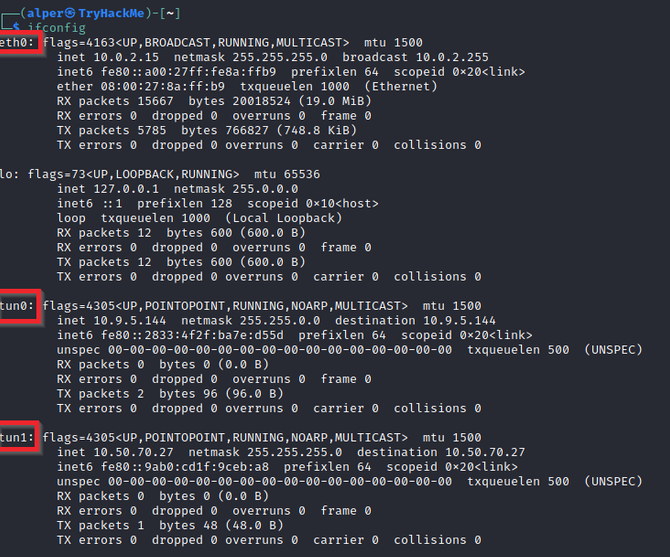 ┌──(alper㉿TryHackMe)-[~]
└─$ ifconfig
eth0: flags=4163<UP,BROADCAST,RUNNING,MULTICAST>  mtu 1500
inet 10.0.2.15  netmask 255.255.255.0  broadcast 10.0.2.255
inet6 fe80::a00:27ff:fe8a:ffb9  prefixlen 64  scopeid 0×20<link>
ether 08:00:27:8a:ff:b9  txqueuelen 1000  (Ethernet)
RX packets 15667  bytes 20018524 (19.0 MiB)
RX errors 0  dropped 0  overruns 0  frame 0
TX packets 5785  bytes 766827 (748.8 KiB)
TX errors 0  dropped 0 overruns 0  carrier 0  collisions 0
lo: flags=73<UP,LOOPBACK,RUNNING>  mtu 65536
inet 127.0.0.1  netmask 255.0.0.0
inet6 ::1  prefixlen 128  scopeid 0×10<host>
loop  txqueuelen 1000  (Local Loopback)
RX packets 12  bytes 600 (600.0 B)
RX errors 0  dropped 0  overruns 0  frame 0
TX packets 12  bytes 600 (600.0 B)
TX errors 0  dropped 0 overruns 0  carrier 0  collisions 0
tun0: flags=4305<UP,POINTOPOINT,RUNNING,NOARP,MULTICAST>  mtu 1500
inet 10.9.5.144  netmask 255.255.0.0  destination 10.9.5.144
inet6 fe80::2833:4f2f:ba7e:d55d  prefixlen 64  scopeid 0×20<link>
unspec 00-00-00-00-00-00-00-00-00-00-00-00-00-00-00-00  txqueuelen 500  (UNSPEC)
RX packets 0  bytes 0 (0.0 B)
RX errors 0  dropped 0  overruns 0  frame 0
TX packets 2  bytes 96 (96.0 B)
TX errors 0  dropped 0 overruns 0  carrier 0  collisions 0
tun1: flags=4305<UP,POINTOPOINT,RUNNING,NOARP,MULTICAST>  mtu 1500
inet 10.50.70.27  netmask 255.255.255.0  destination 10.50.70.27
inet6 fe80::9ab0:cd1f:9ceb:a8  prefixlen 64  scopeid 0×20<link>
unspec 00-00-00-00-00-00-00-00-00-00-00-00-00-00-00-00  txqueuelen 500  (UNSPEC)
RX packets 0  bytes 0 (0.0 B)
RX errors 0  dropped 0  overruns 0  frame 0
TX packets 1  bytes 48 (48.0 B)
TX errors 0  dropped 0 overruns 0  carrier 0  collisions 0